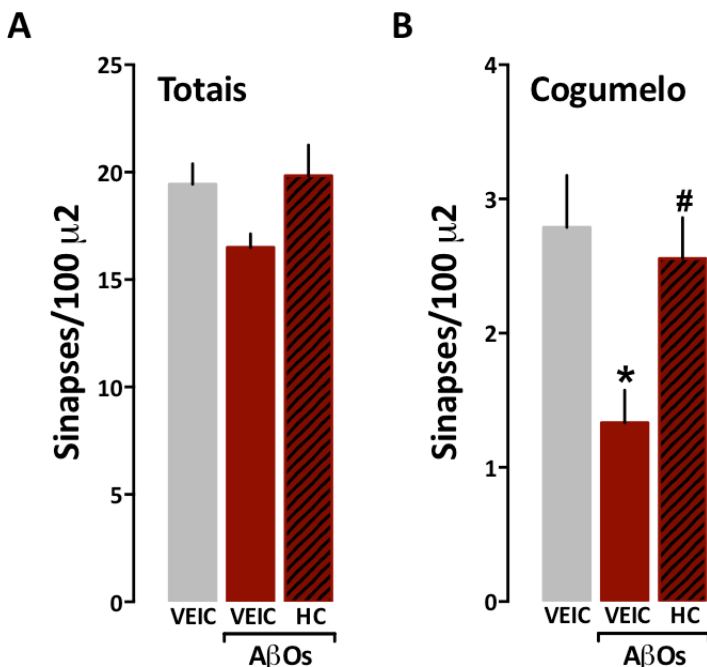 A
Totais
Sinapses/100 μ2
25
20
15
10
5
0
VEIC VEIC HC
AβOs
B
Cogumelo
Sinapses/100 μ2
4
3
2
1
0
#
*
VEIC VEIC HC
AβOs